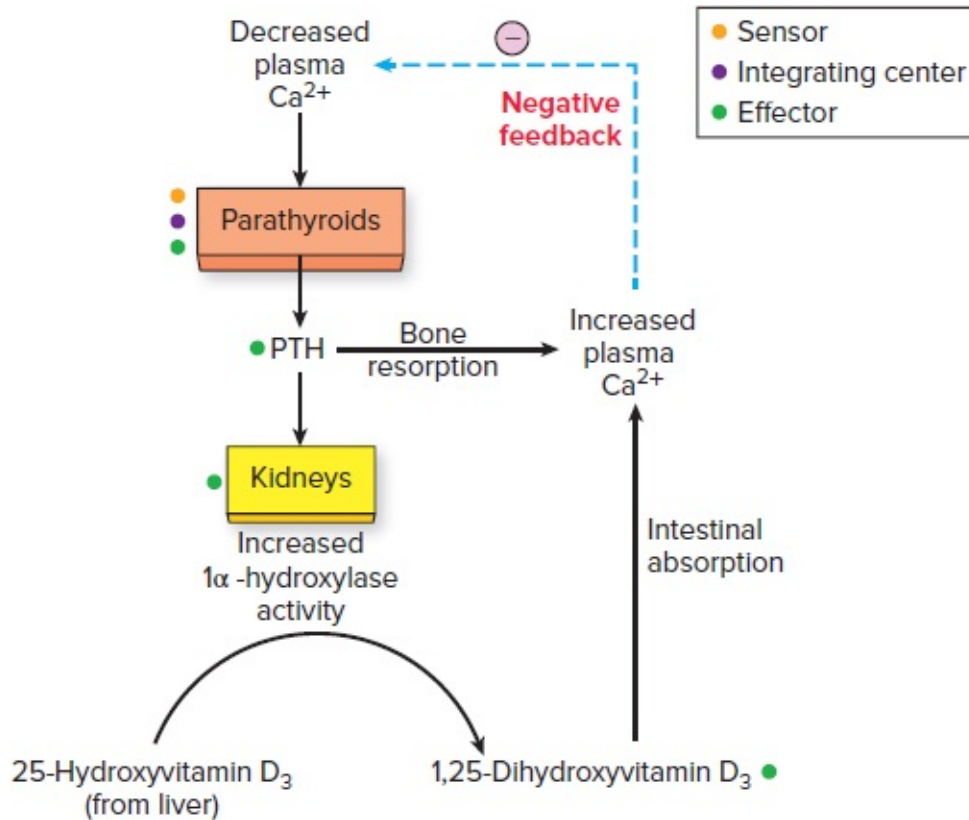 Decreased
plasma
Ca²⁺
−
Negative
feedback
Sensor
Integrating center
Effector
Parathyroids
PTH
Bone
resorption
Increased
plasma
Ca²⁺
Kidneys
Increased
1α -hydroxylase
activity
Intestinal
absorption
25-Hydroxyvitamin D₃
(from liver)
1,25-Dihydroxyvitamin D₃